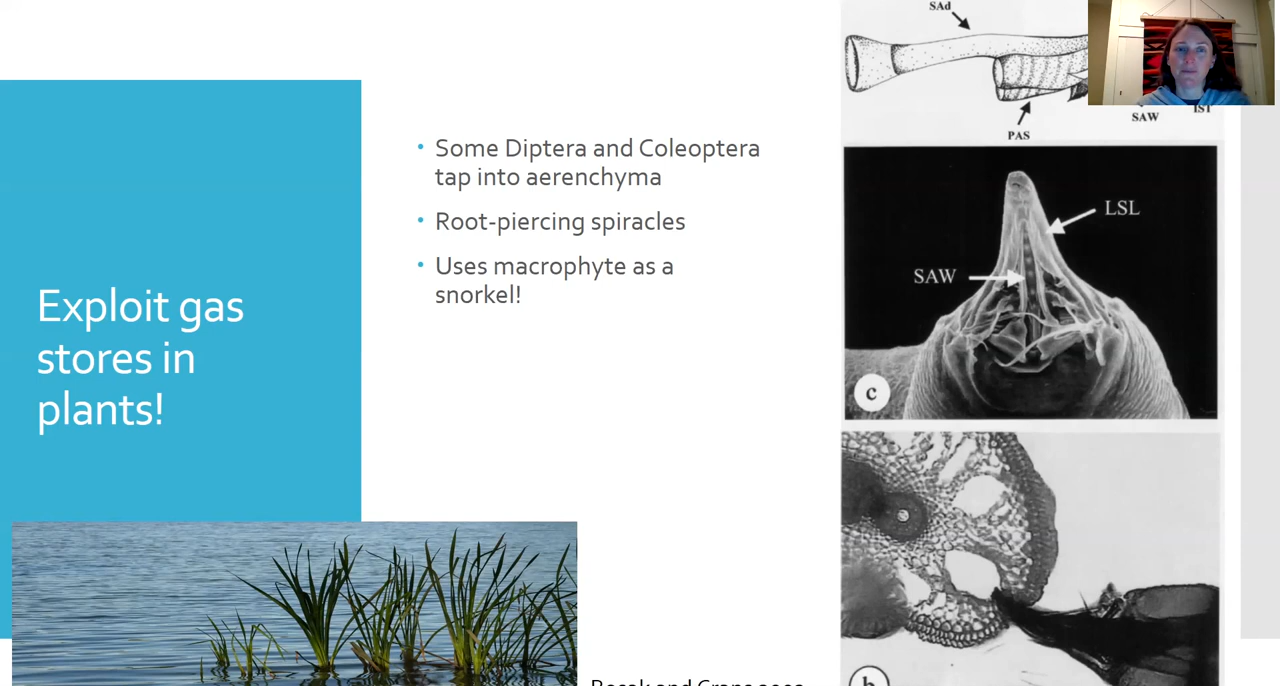 Exploit gas
stores in
plants!
• Some Diptera and Coleoptera
tap into aerenchyma
• Root-piercing spiracles
• Uses macrophyte as a
snorkel!
SAd
PAS
SAW
IST
LSL
SAW
c
b